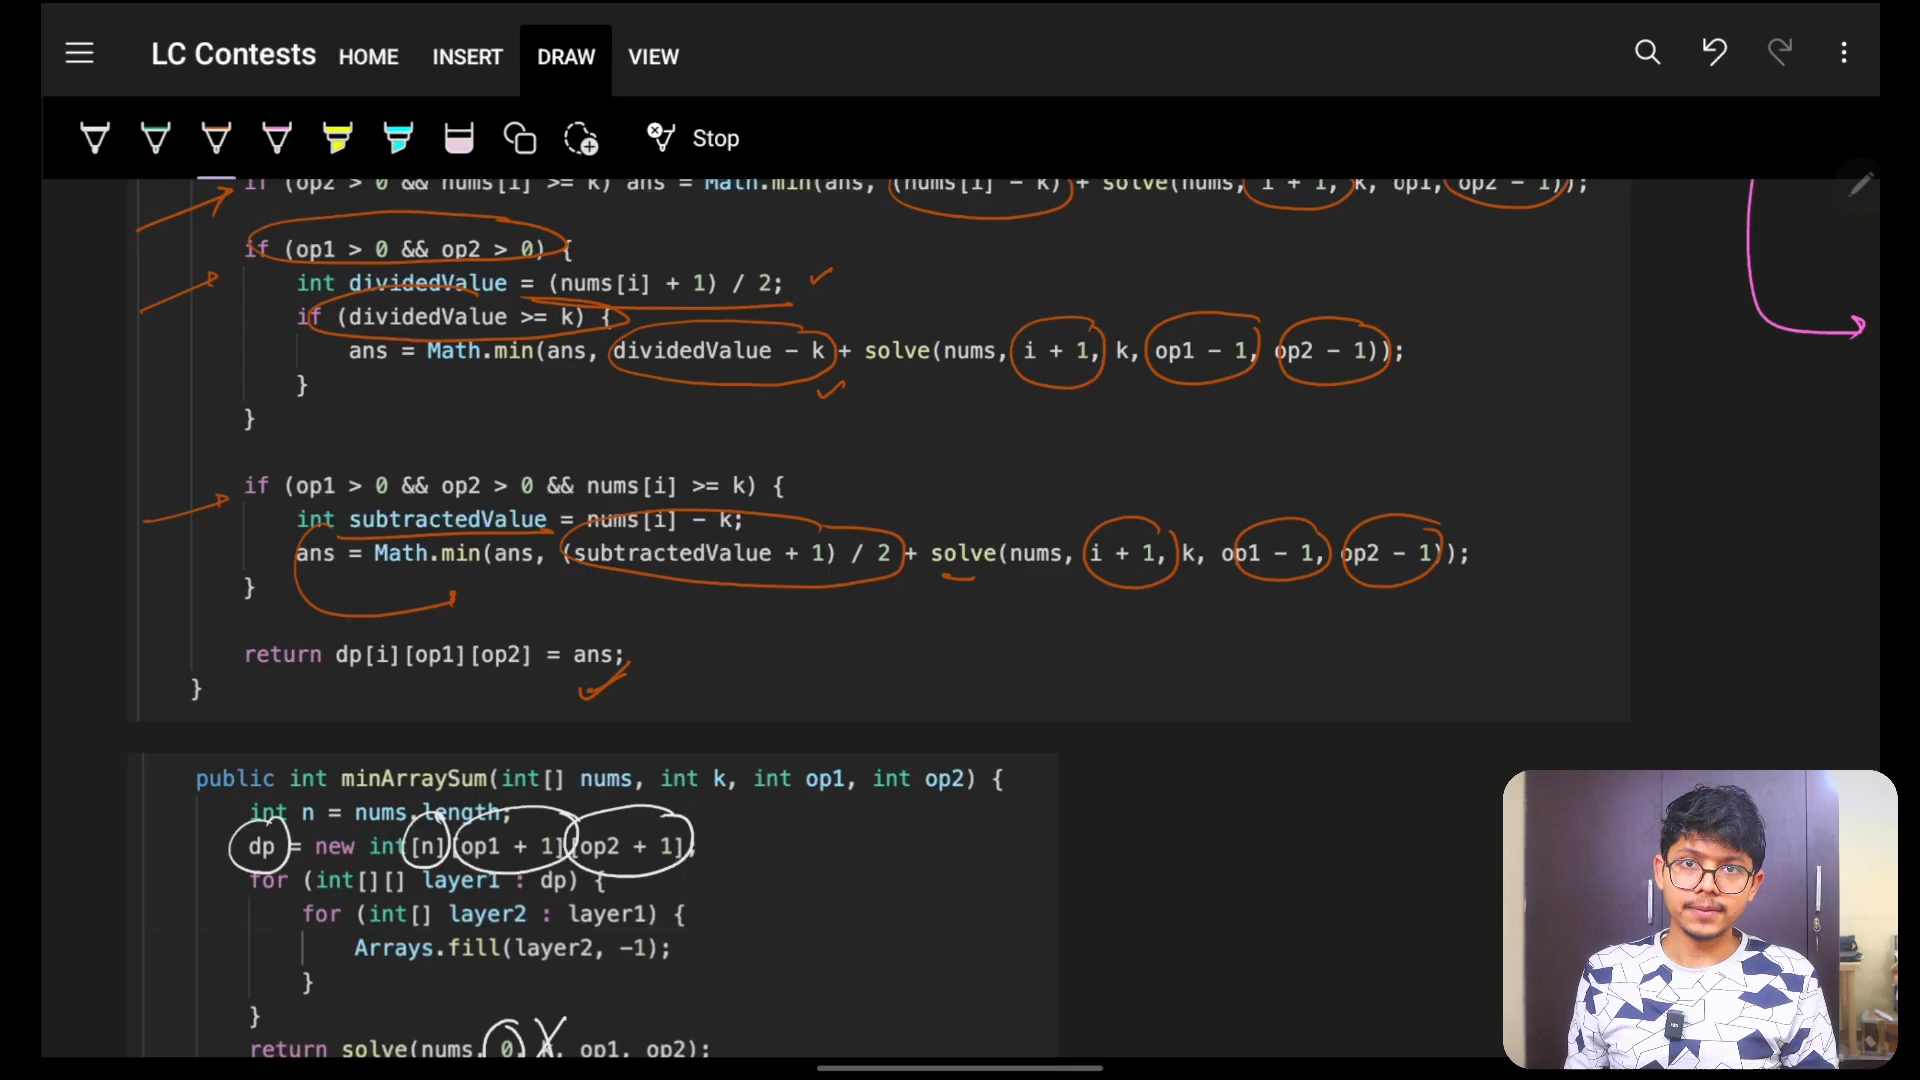 LC Contests HOME INSERT DRAW VIEW
Stop
if (op2 > 0 && nums[i] >= k) ans = Math.min(ans, (nums[i] - k) + solve(nums, i + 1, k, op1, op2 - 1));
if (op1 > 0 && op2 > 0) {
int dividedValue = (nums[i] + 1) / 2;
if (dividedValue >= k) {
ans = Math.min(ans, dividedValue - k + solve(nums, i + 1, k, op1 - 1, op2 - 1));
}
}
if (op1 > 0 && op2 > 0 && nums[i] >= k) {
int subtractedValue = nums[i] - k;
ans = Math.min(ans, (subtractedValue + 1) / 2 + solve(nums, i + 1, k, op1 - 1, op2 - 1));
}
return dp[i][op1][op2] = ans;
}
public int minArraySum(int[] nums, int k, int op1, int op2) {
int n = nums.length;
dp = new int[n][op1 + 1][op2 + 1];
for (int[][] layer1 : dp) {
for (int[] layer2 : layer1) {
Arrays.fill(layer2, -1);
}
}
return solve(nums, 0, k, op1, op2);